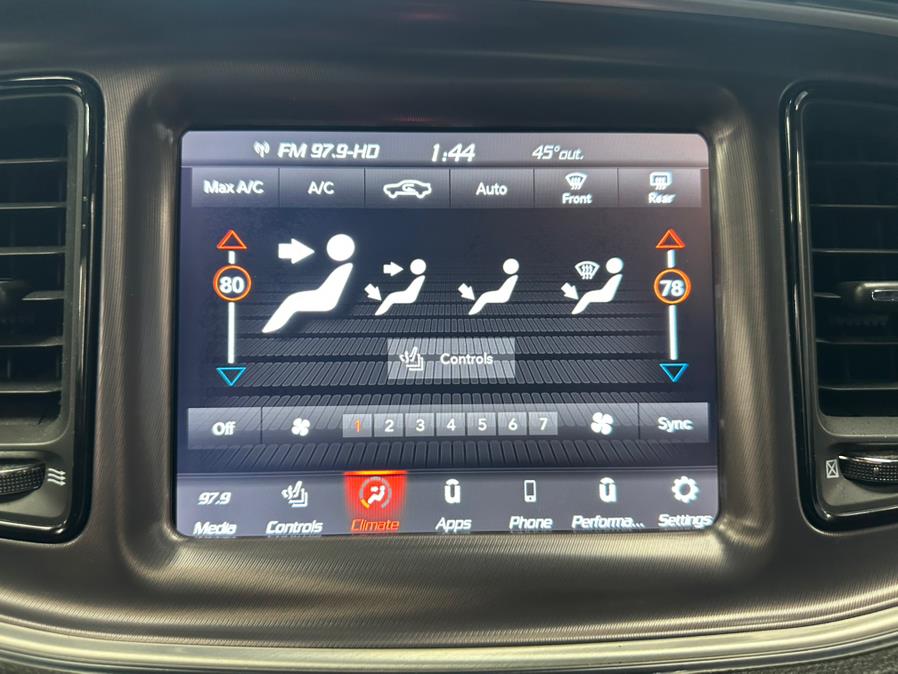 FM 97.9-HD 1:44 45°out.
Max A/C A/C Auto Front Rear
80 78
Controls
Off 1 2 3 4 5 6 7 Sync
97.9
Media Controls Climate Apps Phone Performa... Settings